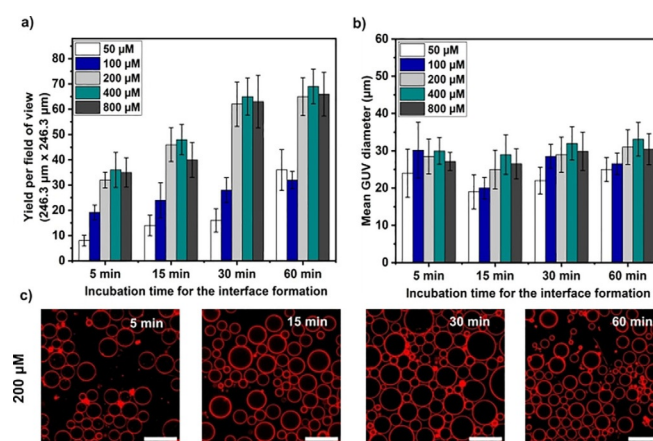 a)
50 μM
100 μM
200 μM
400 μM
800 μM
Yield per field of view
(246.3 μm x 246.3 μm)
80
70
60
50
40
30
20
10
0
5 min
15 min
30 min
60 min
Incubation time for the interface formation
b)
50 μM
100 μM
200 μM
400 μM
800 μM
Mean GUV diameter (μm)
60
50
40
30
20
10
0
5 min
15 min
30 min
60 min
Incubation time for the interface formation
c)
200 μM
5 min
15 min
30 min
60 min